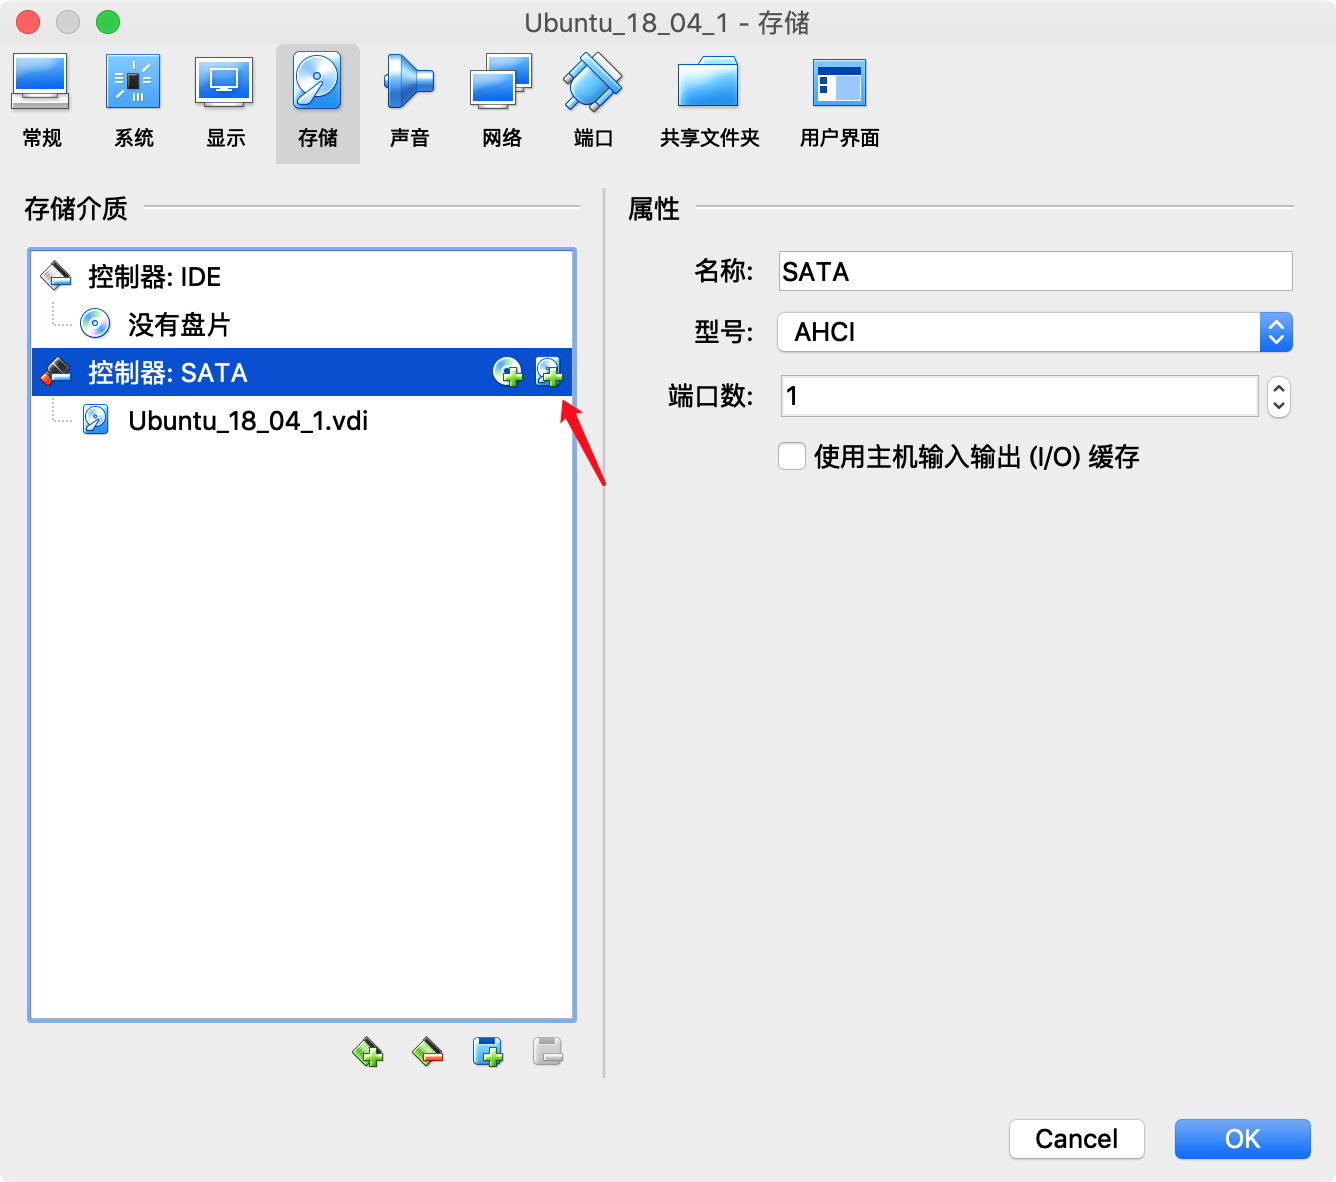 Ubuntu_18_04_1 - 存储
常规 系统 显示 存储 声音 网络 端口 共享文件夹 用户界面
存储介质
控制器: IDE
没有盘片
控制器: SATA
Ubuntu_18_04_1.vdi
属性
名称: SATA
型号: AHCI
端口数: 1
使用主机输入输出 (I/O) 缓存
Cancel OK